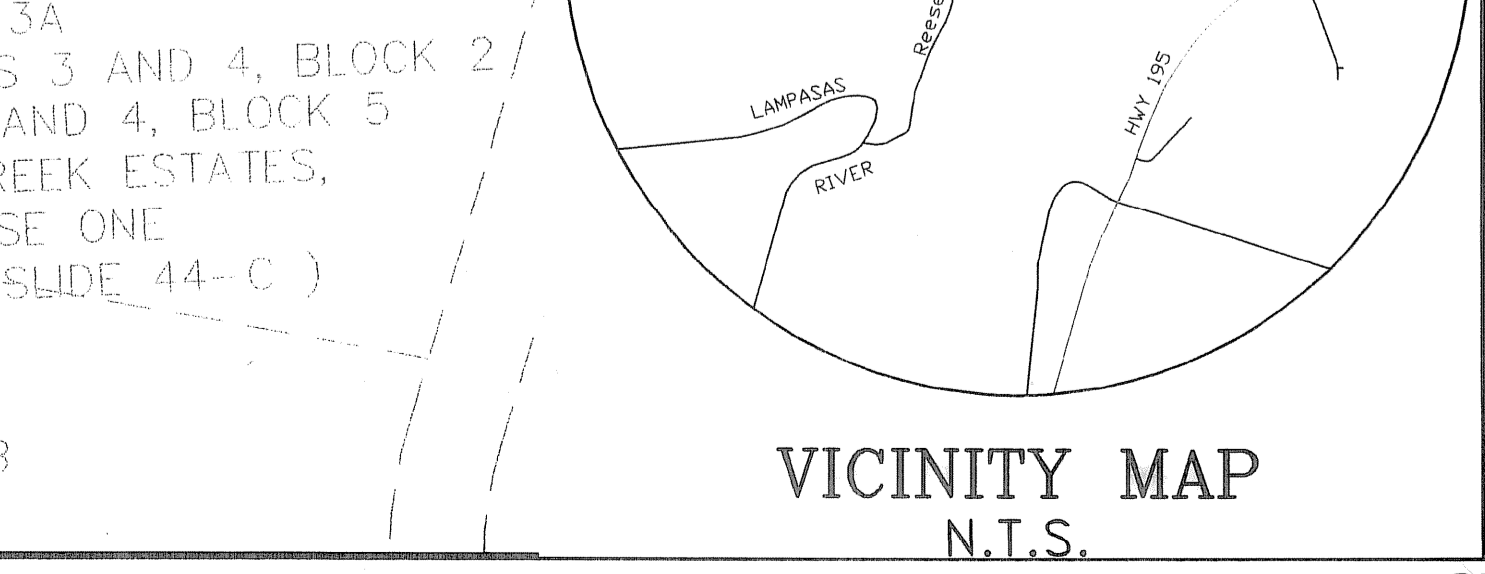 3A
S 3 AND 4, BLOCK 2
AND 4, BLOCK 5
REEK ESTATES,
SE ONE
SLIDE 44-C )
Reese
HWY 195
LAMPASAS
RIVER
VICINITY MAP
N.T.S.